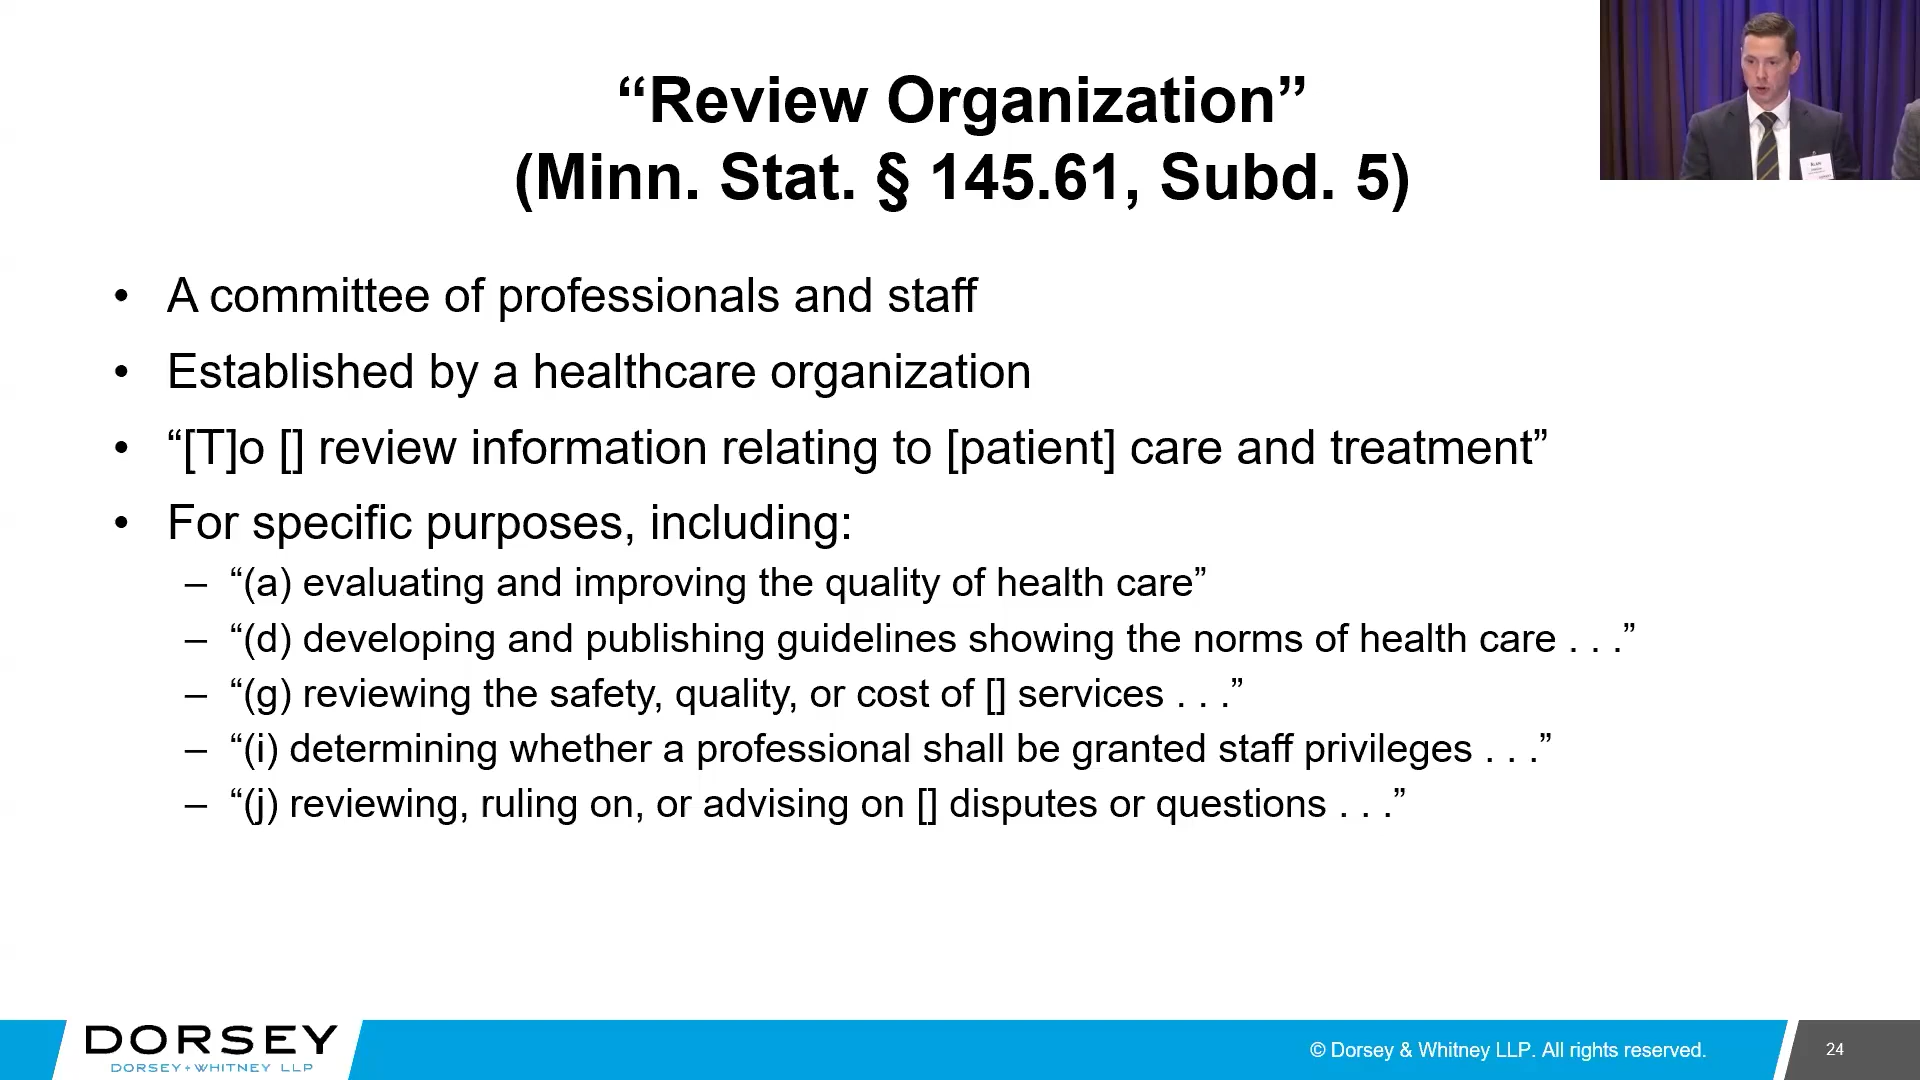 “Review Organization”
(Minn. Stat. § 145.61, Subd. 5)
• A committee of professionals and staff
• Established by a healthcare organization
• “[T]o [] review information relating to [patient] care and treatment”
• For specific purposes, including:
– “(a) evaluating and improving the quality of health care”
– “(d) developing and publishing guidelines showing the norms of health care . . .”
– “(g) reviewing the safety, quality, or cost of [] services . . .”
– “(i) determining whether a professional shall be granted staff privileges . . .”
– “(j) reviewing, ruling on, or advising on [] disputes or questions . . .”
DORSEY
DORSEY + WHITNEY LLP
© Dorsey & Whitney LLP. All rights reserved.
24